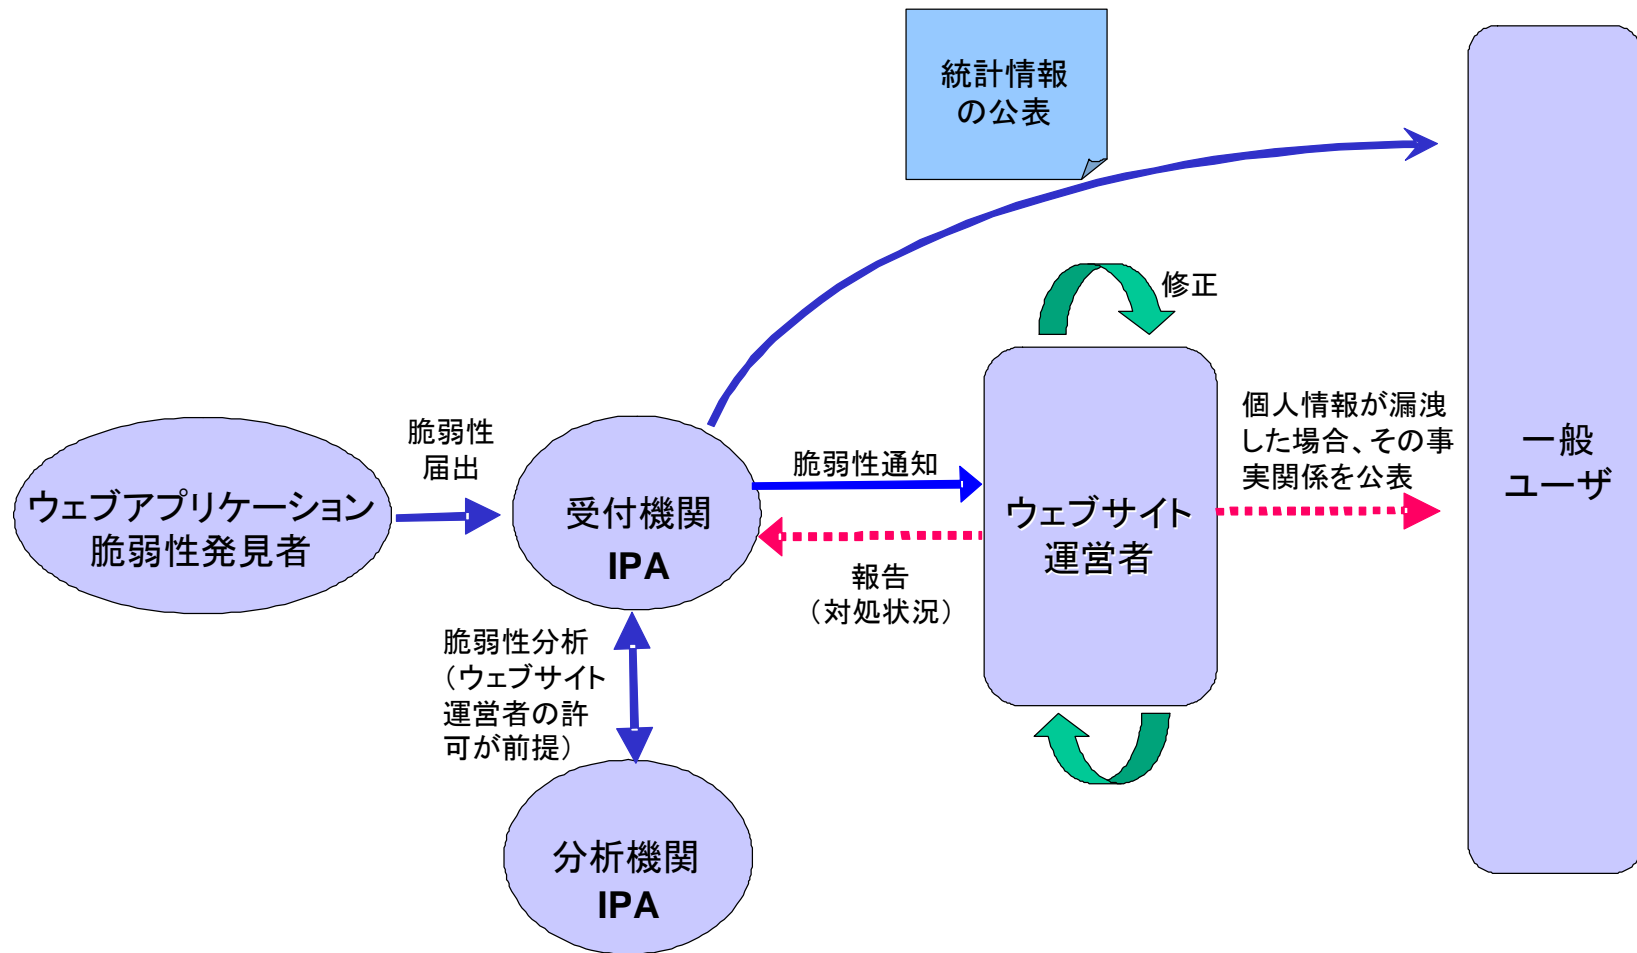 統計情報
の公表
修正
個人情報が漏洩
した場合、その事
実関係を公表
一般
ユーザ
脆弱性
届出
脆弱性通知
ウェブアプリケーション
脆弱性発見者
受付機関
IPA
ウェブサイト
運営者
報告
（対処状況）
脆弱性分析
（ウェブサイト
運営者の許
可が前提）
分析機関
IPA